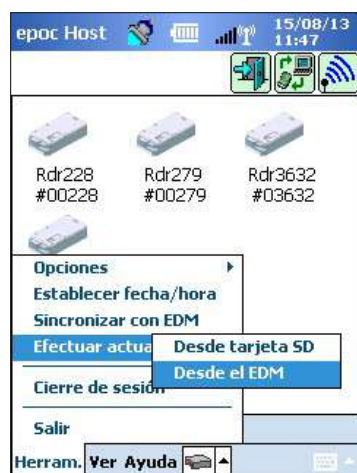 epoc Host 15/08/13
11:47
Rdr228 Rdr279 Rdr3632
#00228 #00279 #03632
Opciones
Establecer fecha/hora
Sincronizar con EDM
Efectuar actua
Desde tarjeta SD
Desde el EDM
Cierre de sesión
Salir
Herram. Ver Ayuda